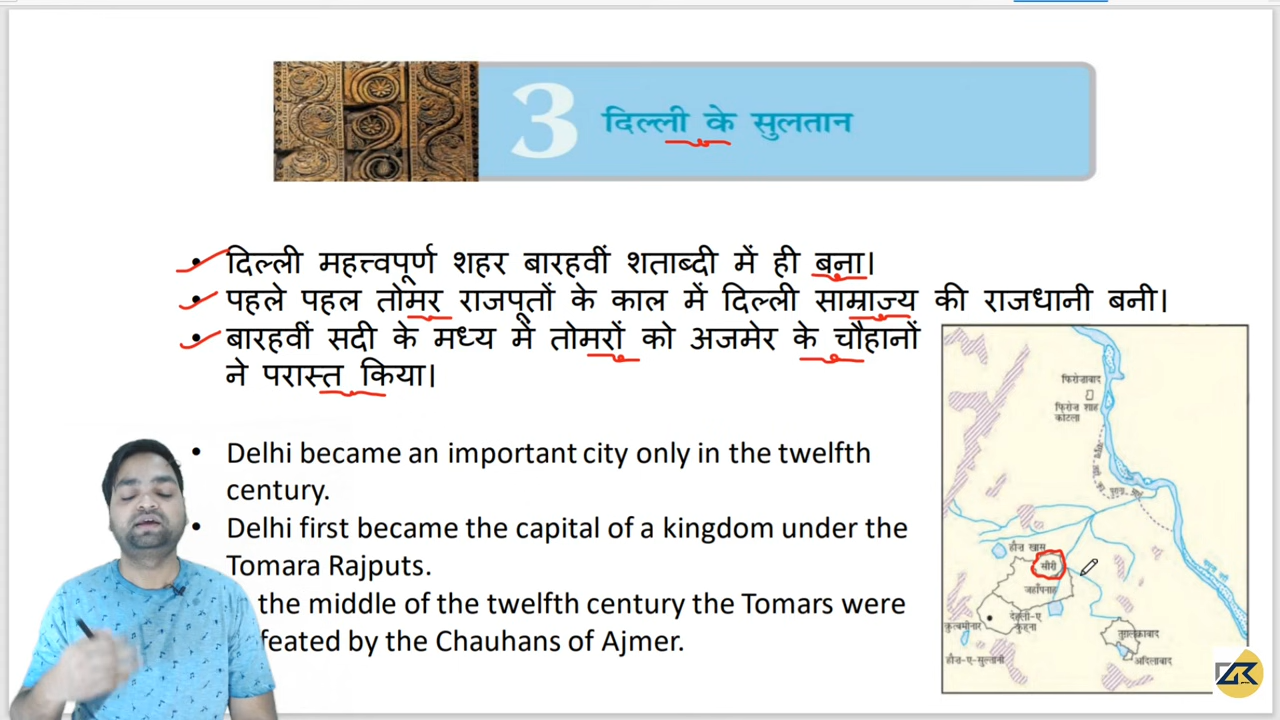 3 दिल्ली के सुलतान
• दिल्ली महत्त्वपूर्ण शहर बारहवीं शताब्दी में ही बना।
• पहले पहल तोमर राजपूतों के काल में दिल्ली साम्राज्य की राजधानी बनी।
• बारहवीं सदी के मध्य में तोमरों को अजमेर के चौहानों
ने परास्त किया।
• Delhi became an important city only in the twelfth
century.
• Delhi first became the capital of a kingdom under the
Tomara Rajputs.
the middle of the twelfth century the Tomars were
feated by the Chauhans of Ajmer.
फ़िरोज़ाबाद
फ़िरोज़ शाह
कोटला
हौज़ ख़ास
सीरी
जहाँपनाह
देहली-ए
कुहना
कुत्बमीनार
हौज़-ए-सुल्तानी
तुग़लक़ाबाद
अदिलाबाद